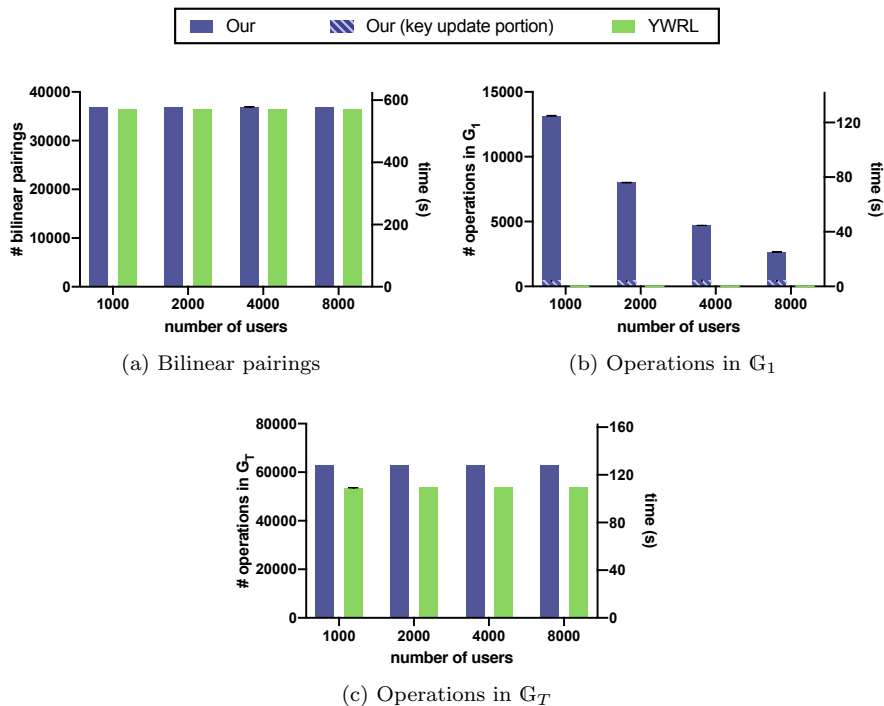 Our Our (key update portion) YWRL
40000
30000
20000
10000
0
# bilinear pairings
600
400
200
0
time (s)
1000 2000 4000 8000
number of users
(a) Bilinear pairings
15000
10000
5000
0
# operations in G₁
120
80
40
0
time (s)
1000 2000 4000 8000
number of users
(b) Operations in 𝔾₁
80000
60000
40000
20000
0
# operations in G_T
160
120
80
40
0
time (s)
1000 2000 4000 8000
number of users
(c) Operations in 𝔾_T